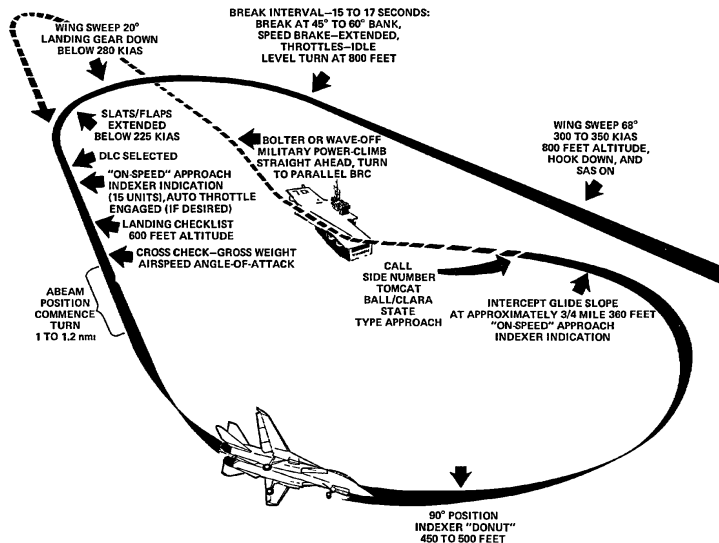 BREAK INTERVAL–15 TO 17 SECONDS:
BREAK AT 45° TO 60° BANK,
SPEED BRAKE–EXTENDED,
THROTTLES–IDLE
LEVEL TURN AT 800 FEET
WING SWEEP 20°
LANDING GEAR DOWN
BELOW 280 KIAS
SLATS/FLAPS
EXTENDED
BELOW 225 KIAS
DLC SELECTED
"ON-SPEED" APPROACH
INDEXER INDICATION
(15 UNITS), AUTO THROTTLE
ENGAGED (IF DESIRED)
LANDING CHECKLIST
600 FEET ALTITUDE
CROSS CHECK–GROSS WEIGHT
AIRSPEED ANGLE-OF-ATTACK
ABEAM
POSITION
COMMENCE
TURN
1 TO 1.2 nmi
BOLTER OR WAVE-OFF
MILITARY POWER-CLIMB
STRAIGHT AHEAD, TURN
TO PARALLEL BRC
WING SWEEP 68°
300 TO 350 KIAS
800 FEET ALTITUDE,
HOOK DOWN, AND
SAS ON
CALL
SIDE NUMBER
TOMCAT
BALL/CLARA
STATE
TYPE APPROACH
INTERCEPT GLIDE SLOPE
AT APPROXIMATELY 3/4 MILE 360 FEET
"ON-SPEED" APPROACH
INDEXER INDICATION
90° POSITION
INDEXER "DONUT"
450 TO 500 FEET